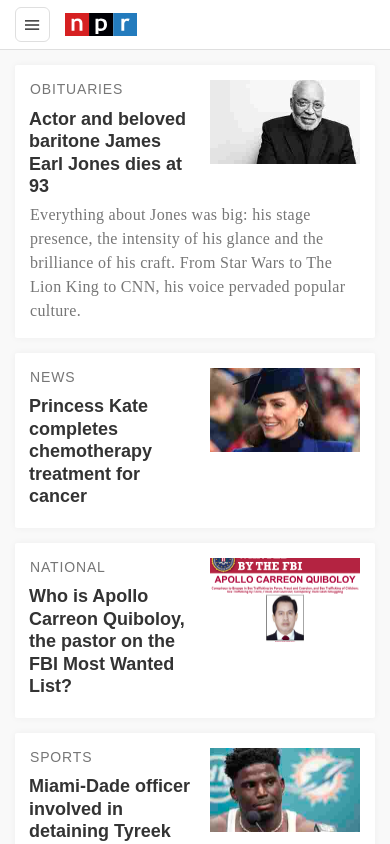 npr
OBITUARIES
Actor and beloved
baritone James
Earl Jones dies at
93
Everything about Jones was big: his stage
presence, the intensity of his glance and the
brilliance of his craft. From Star Wars to The
Lion King to CNN, his voice pervaded popular
culture.
NEWS
Princess Kate
completes
chemotherapy
treatment for
cancer
NATIONAL
Who is Apollo
Carreon Quiboloy,
the pastor on the
FBI Most Wanted
List?
BY THE FBI
APOLLO CARREON QUIBOLOY
SPORTS
Miami-Dade officer
involved in
detaining Tyreek